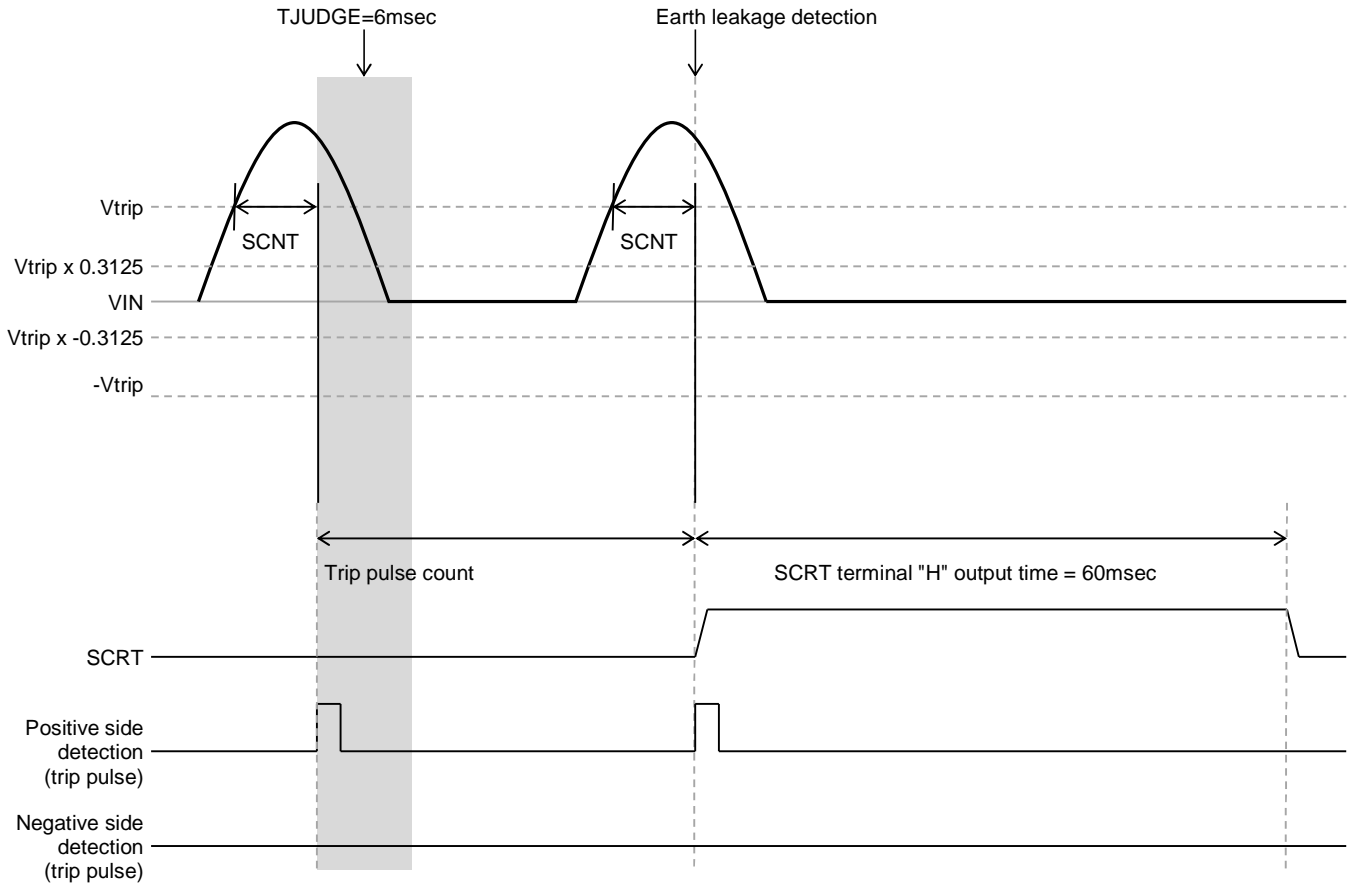 TJUDGE=6msec
Earth leakage detection
Vtrip
SCNT
SCNT
Vtrip x 0.3125
VIN
Vtrip x -0.3125
-Vtrip
Trip pulse count
SCRT terminal "H" output time = 60msec
SCRT
Positive side
detection
(trip pulse)
Negative side
detection
(trip pulse)